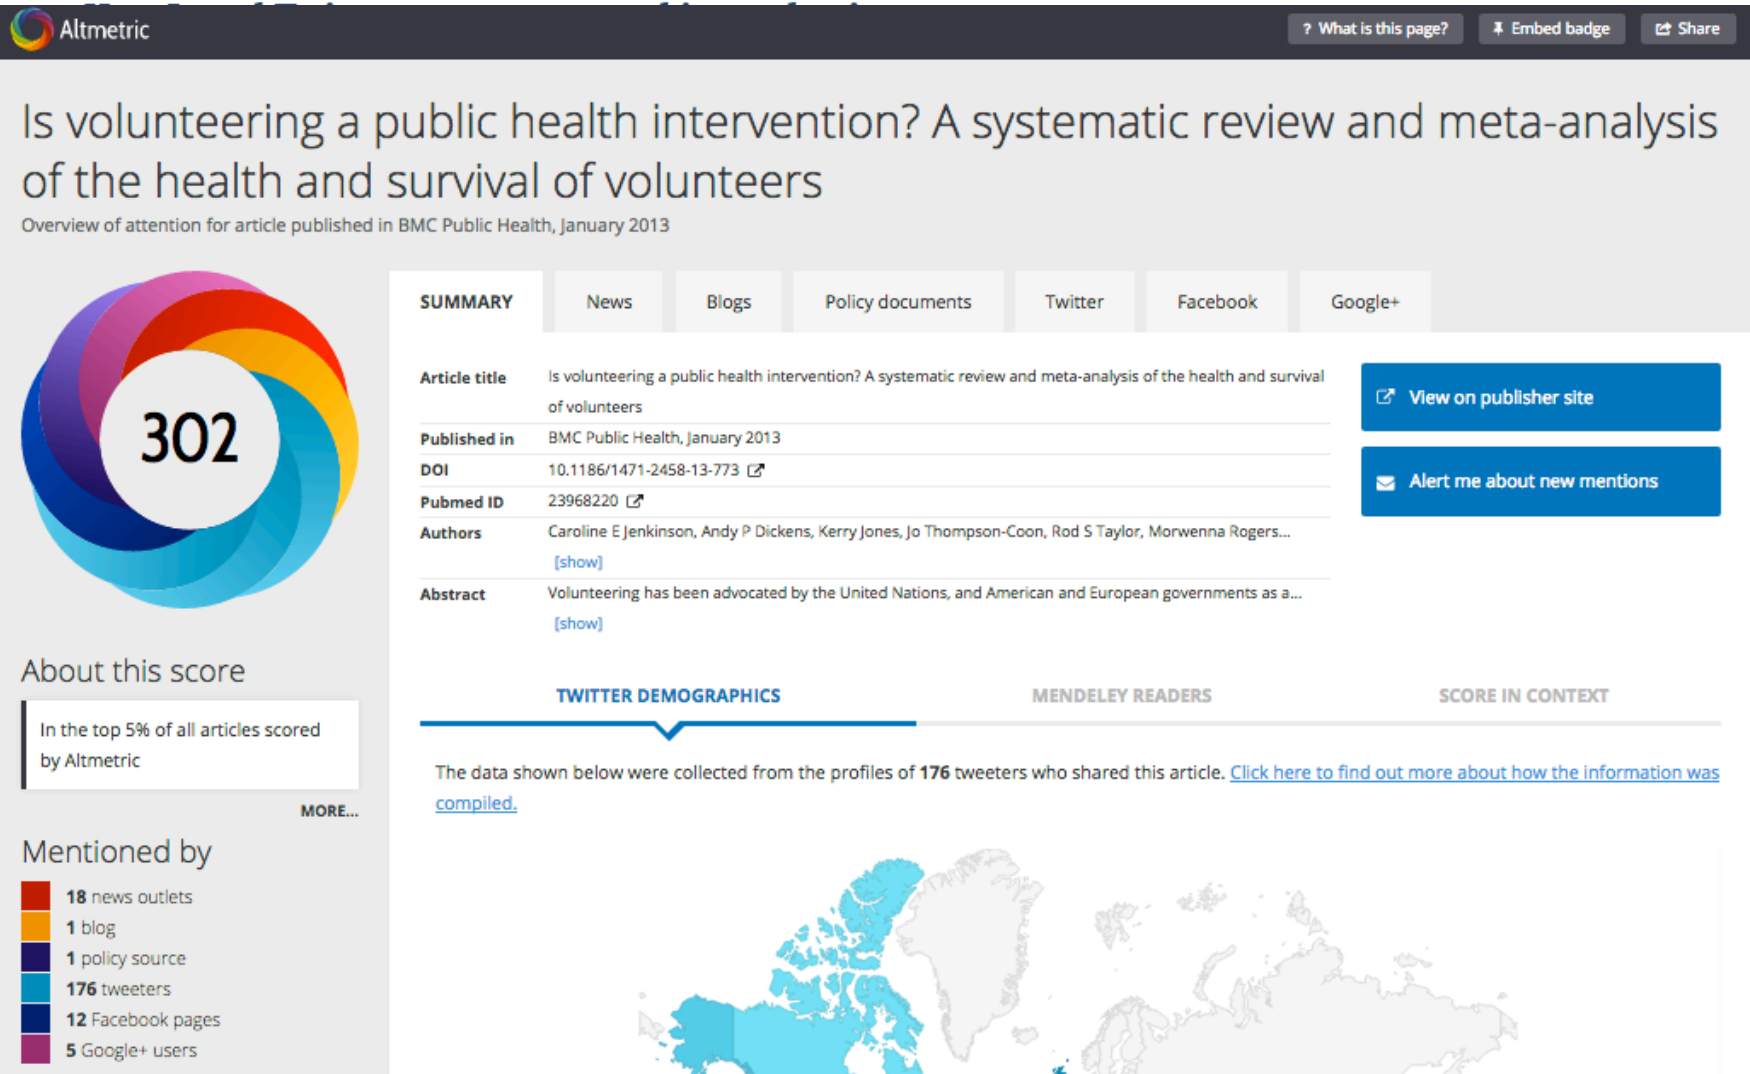 Altmetric
? What is this page?
Embed badge
Share
Is volunteering a public health intervention? A systematic review and meta-analysis
of the health and survival of volunteers
Overview of attention for article published in BMC Public Health, January 2013
302
SUMMARY
News
Blogs
Policy documents
Twitter
Facebook
Google+
Article title
Is volunteering a public health intervention? A systematic review and meta-analysis of the health and survival
of volunteers
Published in
BMC Public Health, January 2013
DOI
10.1186/1471-2458-13-773
Pubmed ID
23968220
Authors
Caroline E Jenkinson, Andy P Dickens, Kerry Jones, Jo Thompson-Coon, Rod S Taylor, Morwenna Rogers...
[show]
Abstract
Volunteering has been advocated by the United Nations, and American and European governments as a...
[show]
View on publisher site
Alert me about new mentions
About this score
In the top 5% of all articles scored
by Altmetric
MORE...
Mentioned by
18 news outlets
1 blog
1 policy source
176 tweeters
12 Facebook pages
5 Google+ users
TWITTER DEMOGRAPHICS
MENDELEY READERS
SCORE IN CONTEXT
The data shown below were collected from the profiles of 176 tweeters who shared this article. Click here to find out more about how the information was
compiled.